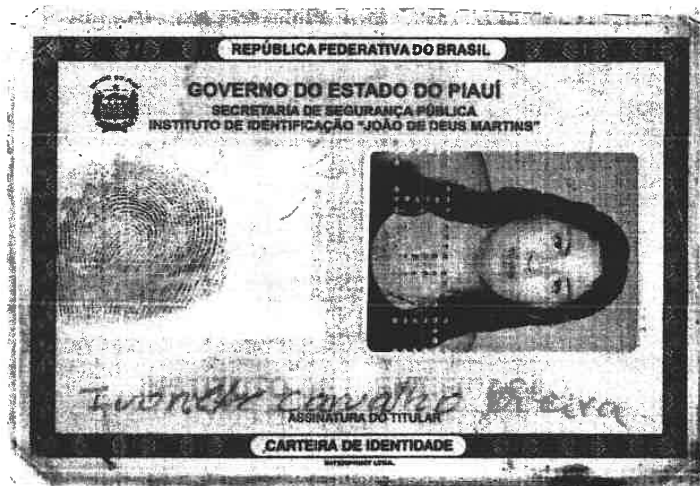 REPÚBLICA FEDERATIVA DO BRASIL
GOVERNO DO ESTADO DO PIAUÍ
SECRETARIA DE SEGURANÇA PÚBLICA
INSTITUTO DE IDENTIFICAÇÃO "JOÃO DE DEUS MARTINS"
Ivonete Carvalho
ASSINATURA DO TITULAR
CARTEIRA DE IDENTIDADE